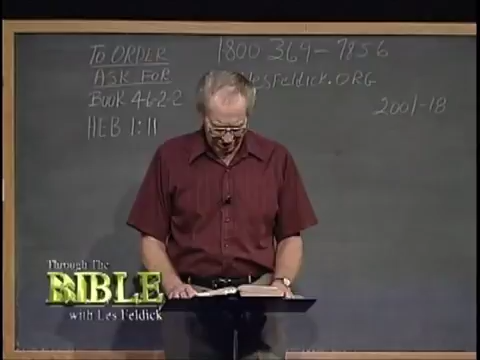 TO ORDER
ASK FOR
BOOK 46-2-2
HEB 1:11
1800 369-7856
lesfeldick.ORG
2001-18
Through The
BIBLE
with Les Feldick